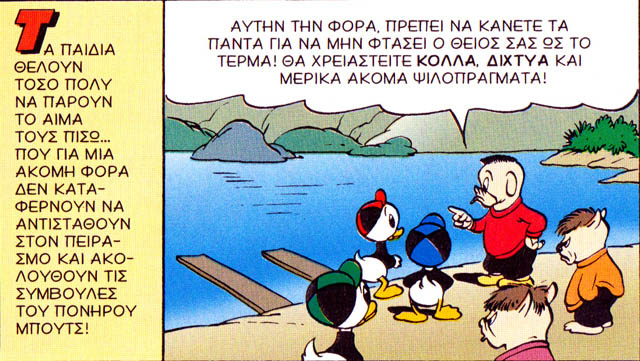 ΤΑ ΠΑΙΔΙΑ
ΘΕΛΟΥΝ
ΤΟΣΟ ΠΟΛΥ
ΝΑ ΠΑΡΟΥΝ
ΤΟ ΑΙΜΑ
ΤΟΥΣ ΠΙΣΩ...
ΠΟΥ ΓΙΑ ΜΙΑ
ΑΚΟΜΗ ΦΟΡΑ
ΔΕΝ ΚΑΤΑ-
ΦΕΡΝΟΥΝ ΝΑ
ΑΝΤΙΣΤΑΘΟΥΝ
ΣΤΟΝ ΠΕΙΡΑ-
ΣΜΟ ΚΑΙ ΑΚΟ-
ΛΟΥΘΟΥΝ ΤΙΣ
ΣΥΜΒΟΥΛΕΣ
ΤΟΥ ΠΟΝΗΡΟΥ
ΜΠΟΥΤΣ!
ΑΥΤΗΝ ΤΗΝ ΦΟΡΑ, ΠΡΕΠΕΙ ΝΑ ΚΑΝΕΤΕ ΤΑ
ΠΑΝΤΑ ΓΙΑ ΝΑ ΜΗΝ ΦΤΑΣΕΙ Ο ΘΕΙΟΣ ΣΑΣ ΩΣ ΤΟ
ΤΕΡΜΑ! ΘΑ ΧΡΕΙΑΣΤΕΙΤΕ ΚΟΛΛΑ, ΔΙΧΤΥΑ ΚΑΙ
ΜΕΡΙΚΑ ΑΚΟΜΑ ΨΙΛΟΠΡΑΓΜΑΤΑ!